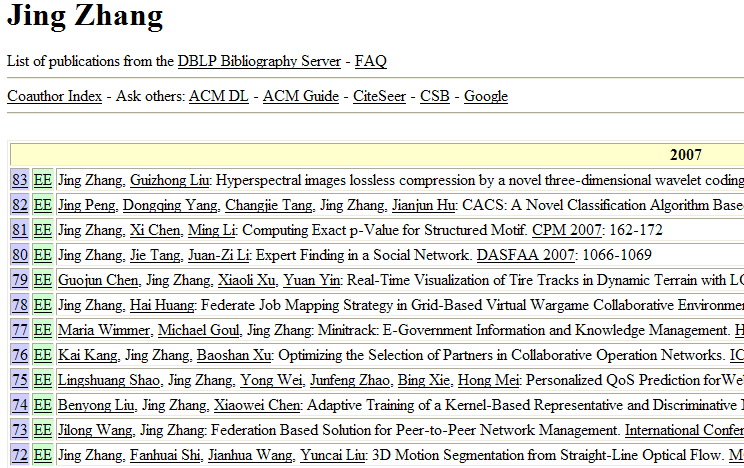 Jing Zhang
List of publications from the DBLP Bibliography Server - FAQ
Coauthor Index - Ask others: ACM DL - ACM Guide - CiteSeer - CSB - Google
2007
83 EE Jing Zhang, Guizhong Liu: Hyperspectral images lossless compression by a novel three-dimensional wavelet coding
82 EE Jing Peng, Dongqing Yang, Changjie Tang, Jing Zhang, Jianjun Hu: CACS: A Novel Classification Algorithm Base
81 EE Jing Zhang, Xi Chen, Ming Li: Computing Exact p-Value for Structured Motif. CPM 2007: 162-172
80 EE Jing Zhang, Jie Tang, Juan-Zi Li: Expert Finding in a Social Network. DASFAA 2007: 1066-1069
79 EE Guojun Chen, Jing Zhang, Xiaoli Xu, Yuan Yin: Real-Time Visualization of Tire Tracks in Dynamic Terrain with LO
78 EE Jing Zhang, Hai Huang: Federate Job Mapping Strategy in Grid-Based Virtual Wargame Collaborative Environme
77 EE Maria Wimmer, Michael Goul, Jing Zhang: Minitrack: E-Government Information and Knowledge Management. H
76 EE Kai Kang, Jing Zhang, Baoshan Xu: Optimizing the Selection of Partners in Collaborative Operation Networks. IC
75 EE Lingshuang Shao, Jing Zhang, Yong Wei, Junfeng Zhao, Bing Xie, Hong Mei: Personalized QoS Prediction forWe
74 EE Benyong Liu, Jing Zhang, Xiaowei Chen: Adaptive Training of a Kernel-Based Representative and Discriminative
73 EE Jilong Wang, Jing Zhang: Federation Based Solution for Peer-to-Peer Network Management. International Confer
72 EE Jing Zhang, Fanhuai Shi, Jianhua Wang, Yuncai Liu: 3D Motion Segmentation from Straight-Line Optical Flow. M